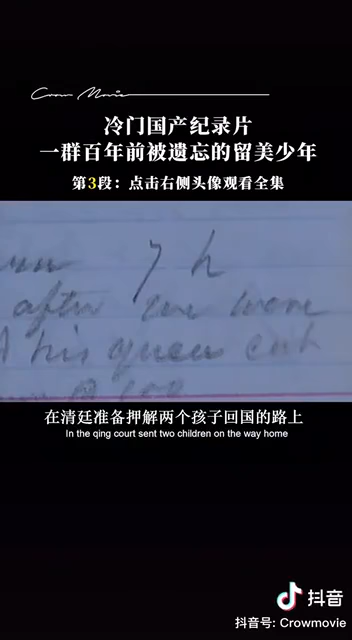 Crow Movie
冷门国产纪录片
一群百年前被遗忘的留美少年
第3段：点击右侧头像观看全集
7 h
after we were
his queue cut
在清廷准备押解两个孩子回国的路上
In the qing court sent two children on the way home
抖音
抖音号: Crowmovie